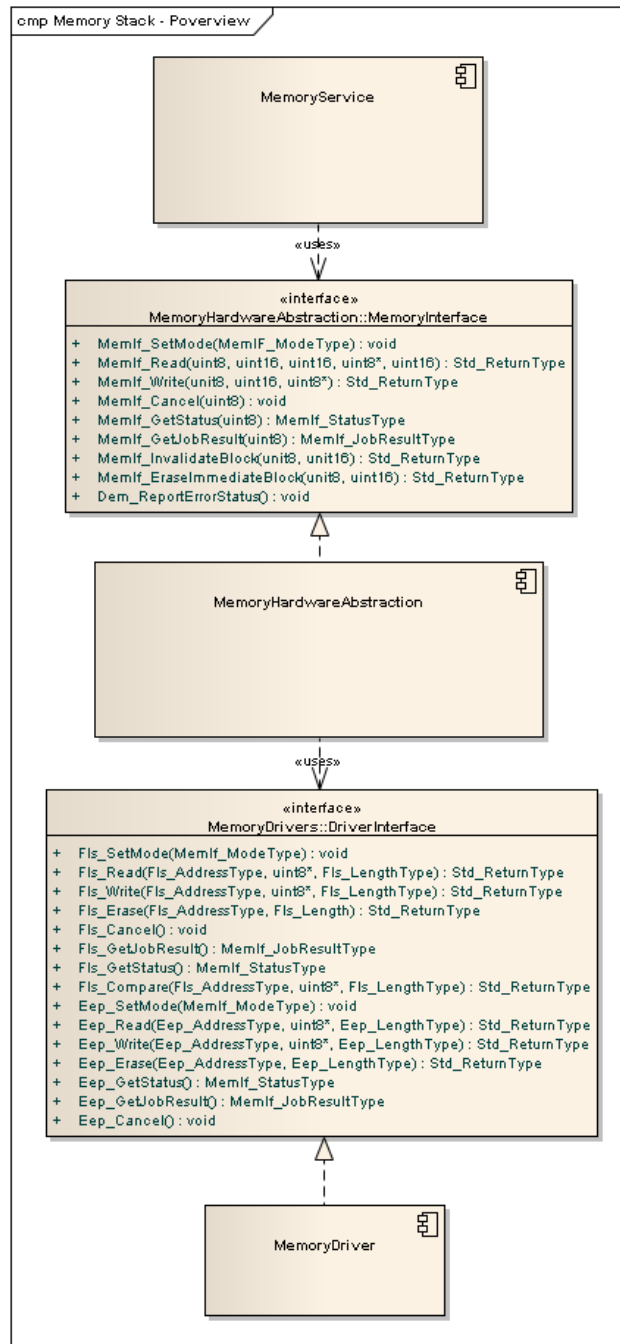 cmp Memory Stack - Poverview
MemoryService
«uses»
«interface»
MemoryHardwareAbstraction::MemoryInterface
+ MemIf_SetMode(MemIF_ModeType) : void
+ MemIf_Read(uint8, uint16, uint16, uint8*, uint16) : Std_ReturnType
+ MemIf_Write(unit8, uint16, uint8*) : Std_ReturnType
+ MemIf_Cancel(uint8) : void
+ MemIf_GetStatus(uint8) : MemIf_StatusType
+ MemIf_GetJobResult(uint8) : MemIf_JobResultType
+ MemIf_InvalidateBlock(unit8, unit16) : Std_ReturnType
+ MemIf_EraseImmediateBlock(unit8, uint16) : Std_ReturnType
+ Dem_ReportErrorStatus() : void
MemoryHardwareAbstraction
«uses»
«interface»
MemoryDrivers::DriverInterface
+ Fls_SetMode(MemIf_ModeType) : void
+ Fls_Read(Fls_AddressType, uint8*, Fls_LengthType) : Std_ReturnType
+ Fls_Write(Fls_AddressType, uint8*, Fls_LengthType) : Std_ReturnType
+ Fls_Erase(Fls_AddressType, Fls_Length) : Std_ReturnType
+ Fls_Cancel() : void
+ Fls_GetJobResult() : MemIf_JobResultType
+ Fls_GetStatus() : MemIf_StatusType
+ Fls_Compare(Fls_AddressType, uint8*, Fls_LengthType) : Std_ReturnType
+ Eep_SetMode(MemIf_ModeType) : void
+ Eep_Read(Eep_AddressType, uint8*, Eep_LengthType) : Std_ReturnType
+ Eep_Write(Eep_AddressType, uint8*, Eep_LengthType) : Std_ReturnType
+ Eep_Erase(Eep_AddressType, Eep_LengthType) : Std_ReturnType
+ Eep_GetStatus() : MemIf_StatusType
+ Eep_GetJobResult() : MemIf_JobResultType
+ Eep_Cancel() : void
MemoryDriver